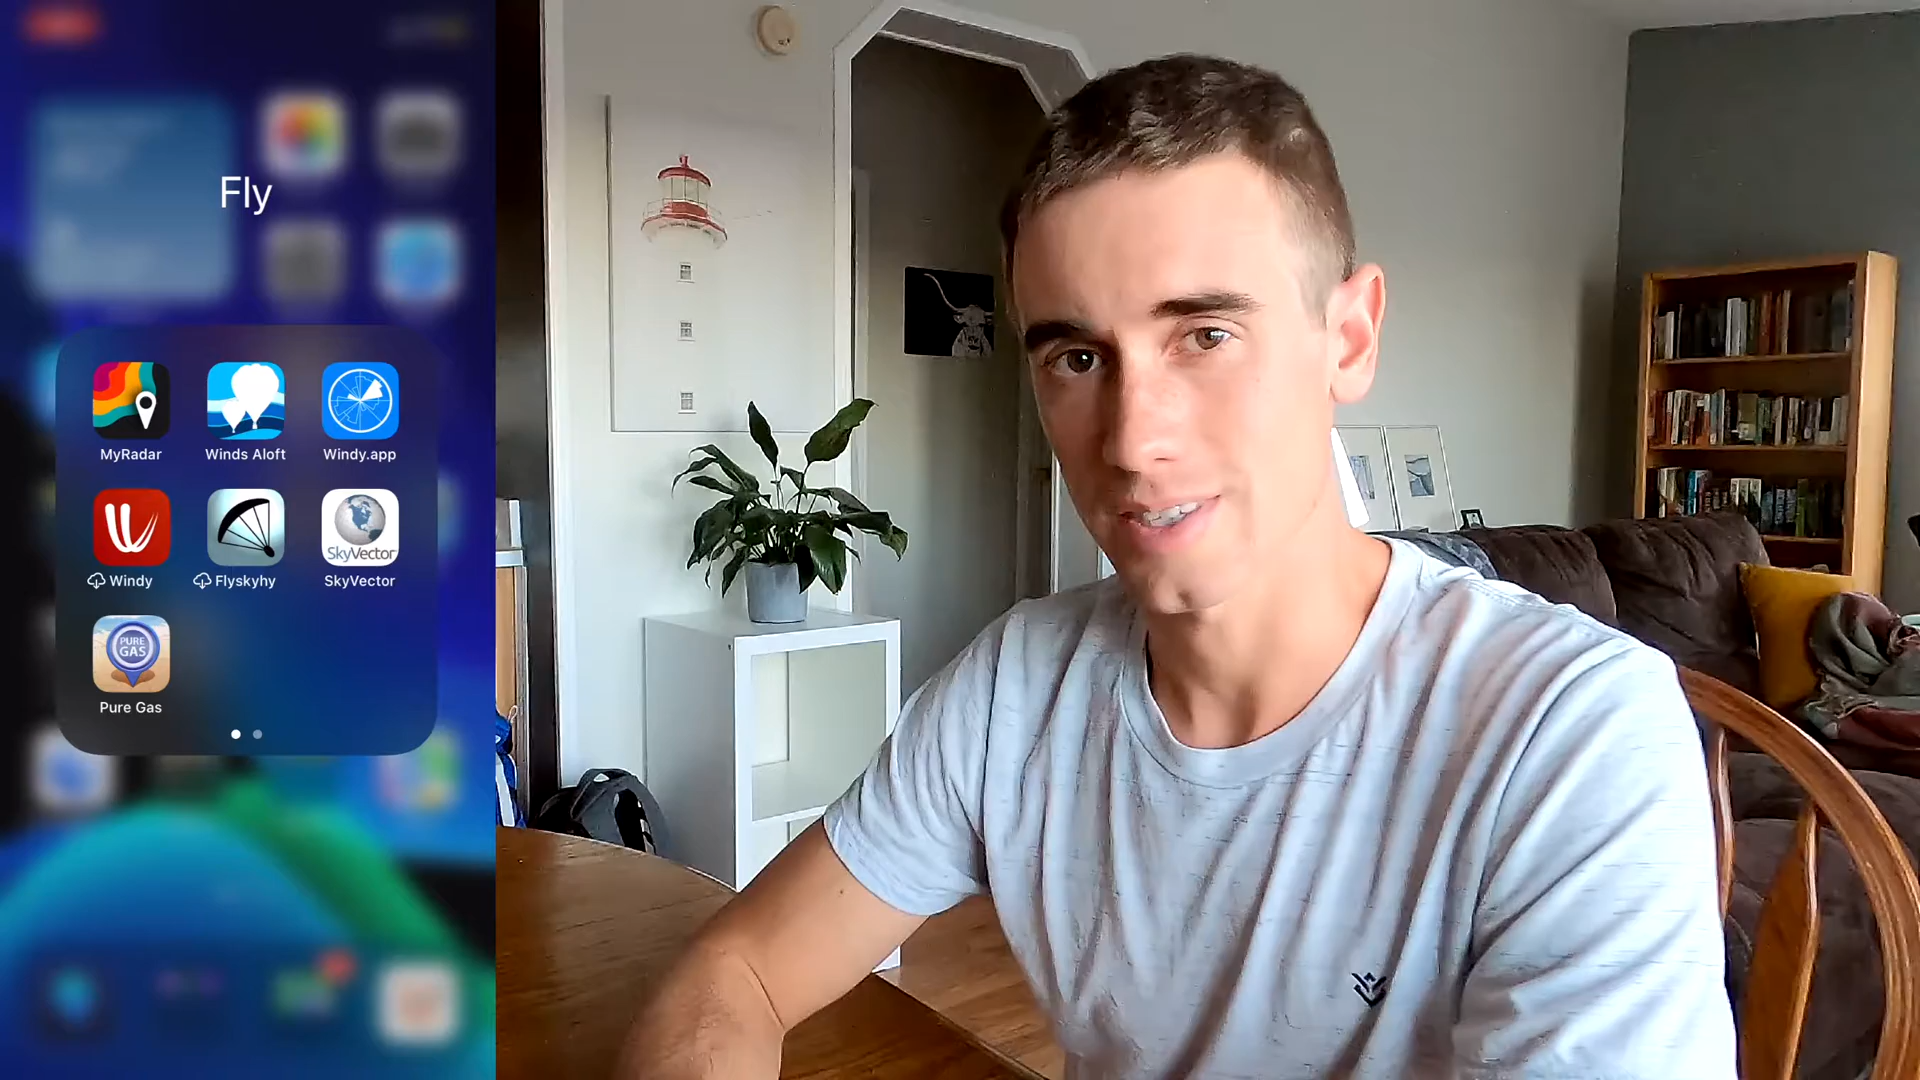 Fly
MyRadar
Winds Aloft
Windy.app
Windy
Flyskyhy
SkyVector
SkyVector
PURE
GAS
Pure Gas